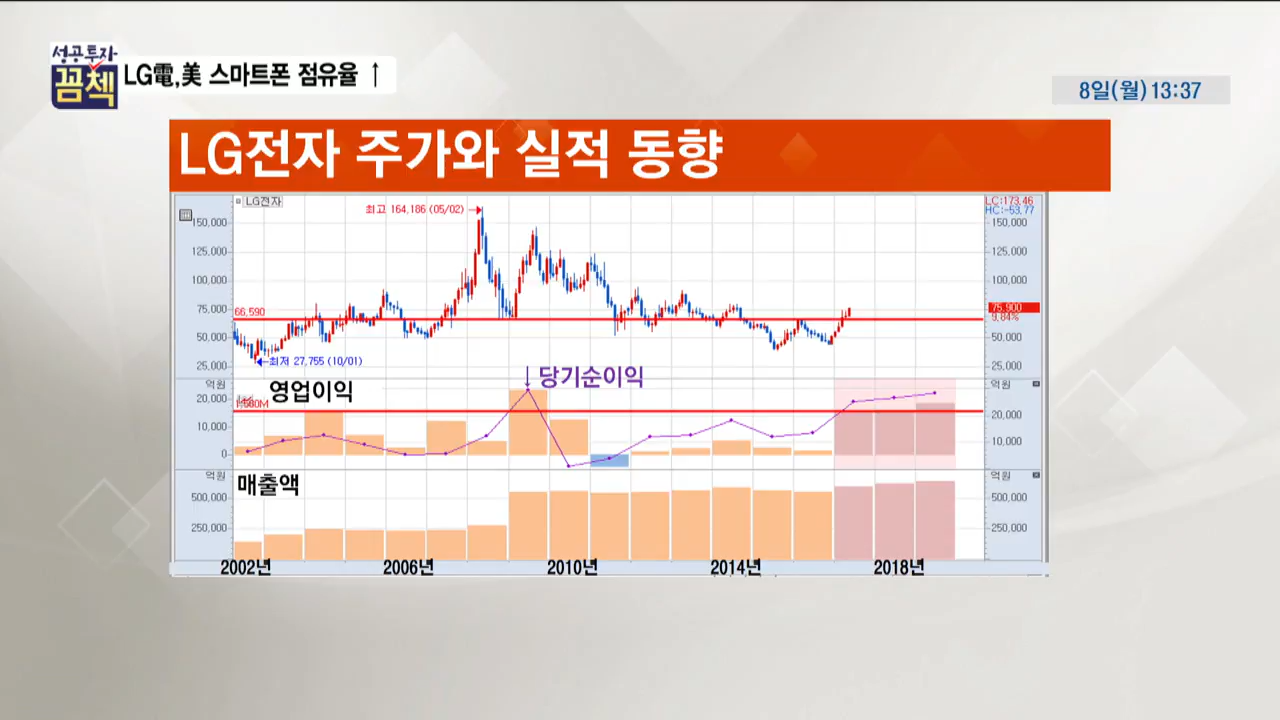 성공투자
꼼첵
LG電,美 스마트폰 점유율 ↑
8일(월) 13:37
LG전자 주가와 실적 동향
LG전자
최고 164,186 (05/02)
LC:173.46
HC:-53.77
150,000
150,000
125,000
125,000
100,000
100,000
75,000
66,590
75,900
9.84%
50,000
50,000
25,000
최저 27,755 (10/01)
25,000
억원
영업이익
당기순이익
억원
20,000
20,000
10,000
10,000
0
억원
매출액
억원
500,000
500,000
250,000
250,000
2002년 2006년 2010년 2014년 2018년